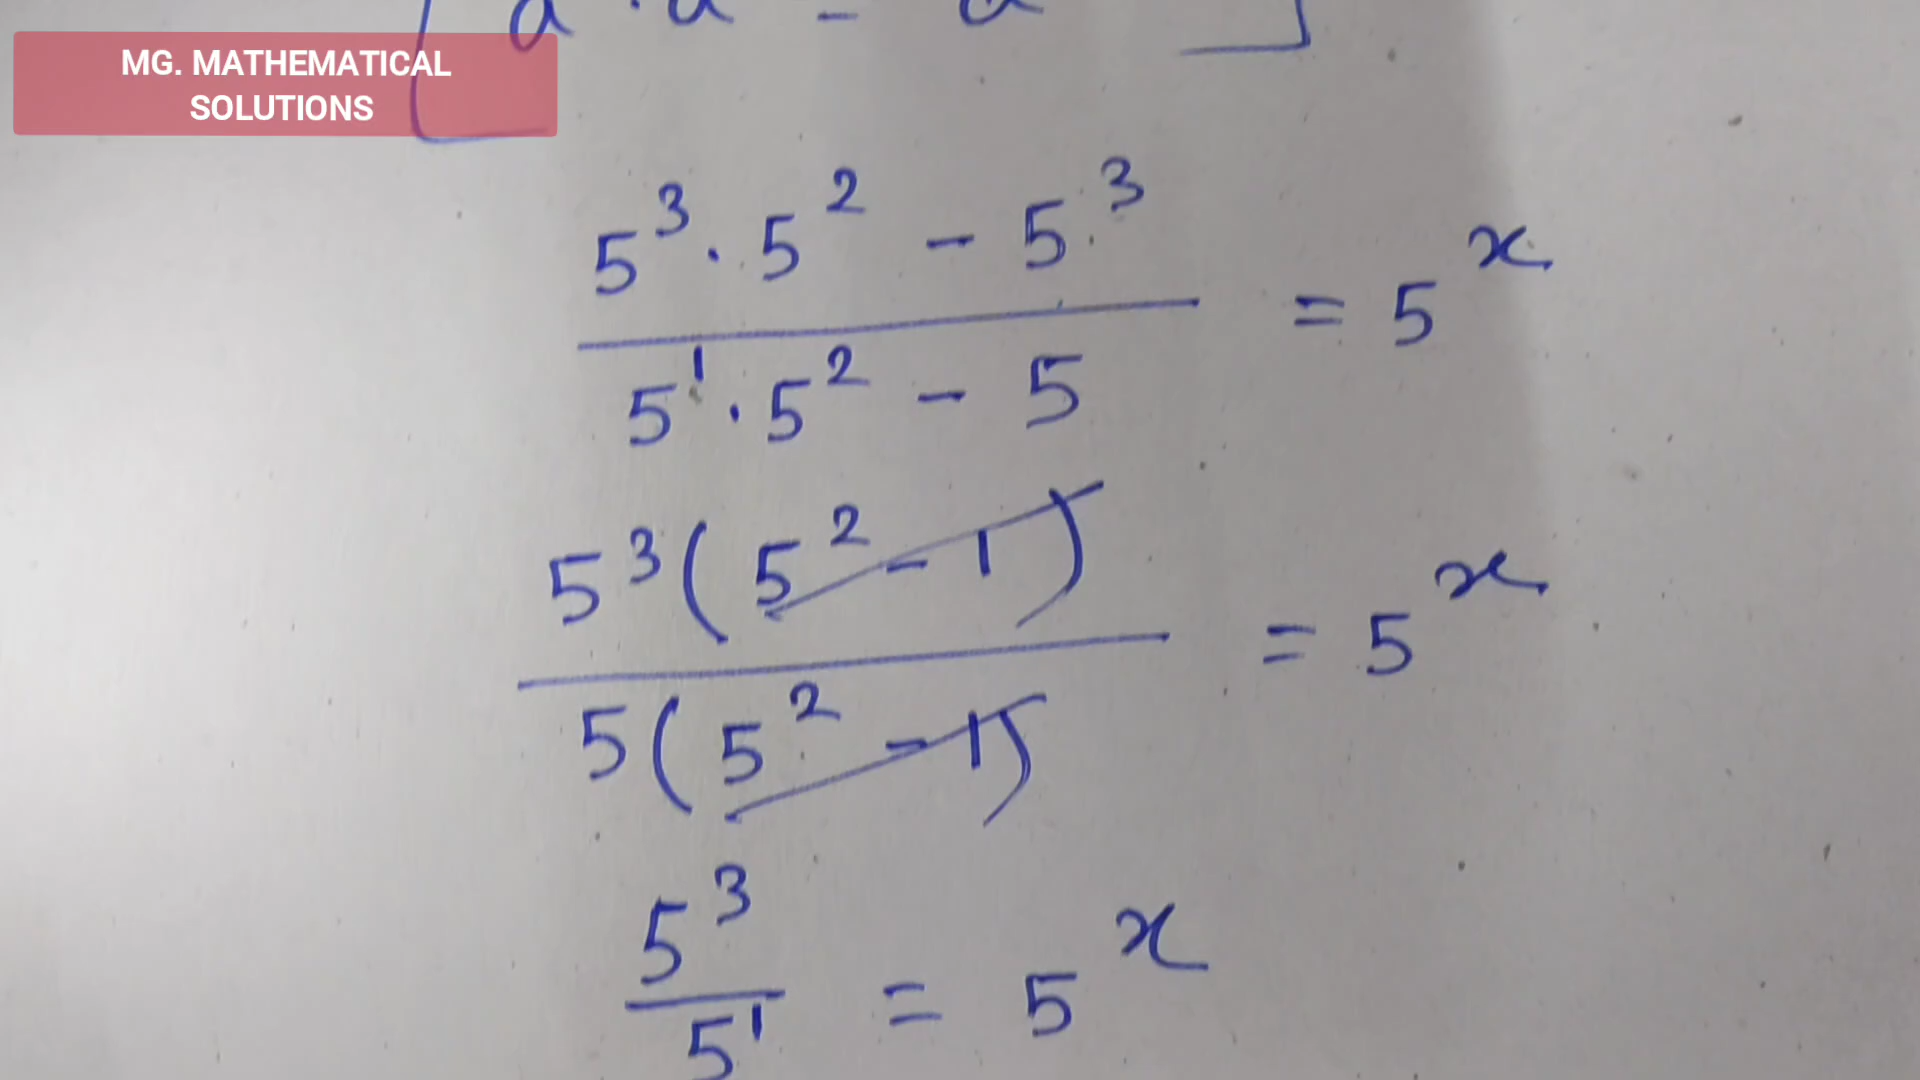 MG. MATHEMATICAL
SOLUTIONS
5³ · 5² - 5³
= 5ˣ
5¹ · 5² - 5
5³ ( 5² - 1 )
= 5ˣ
5 ( 5² - 1 )
5³
= 5ˣ
5¹